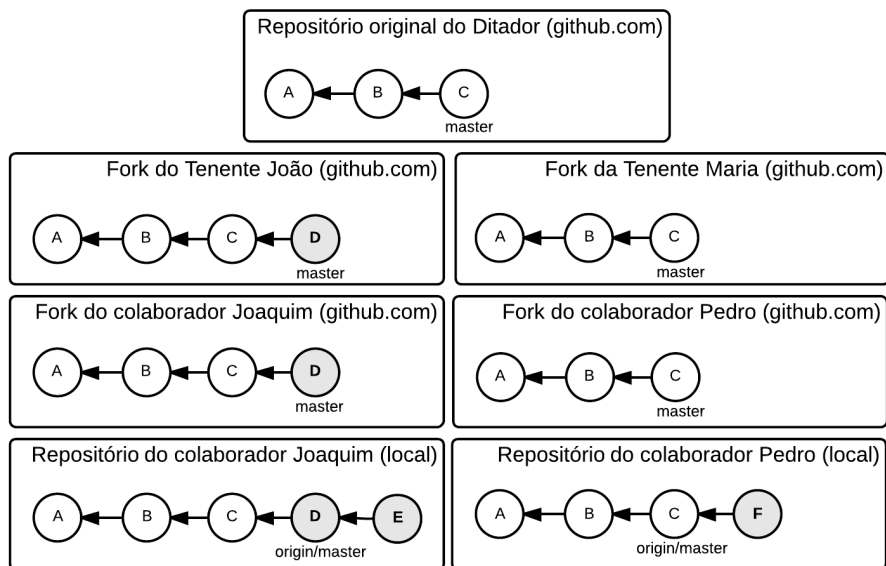 Repositório original do Ditador (github.com)
A B C
master
Fork do Tenente João (github.com)
A B C D
master
Fork da Tenente Maria (github.com)
A B C
master
Fork do colaborador Joaquim (github.com)
A B C D
master
Fork do colaborador Pedro (github.com)
A B C
master
Repositório do colaborador Joaquim (local)
A B C D E
origin/master
Repositório do colaborador Pedro (local)
A B C F
origin/master